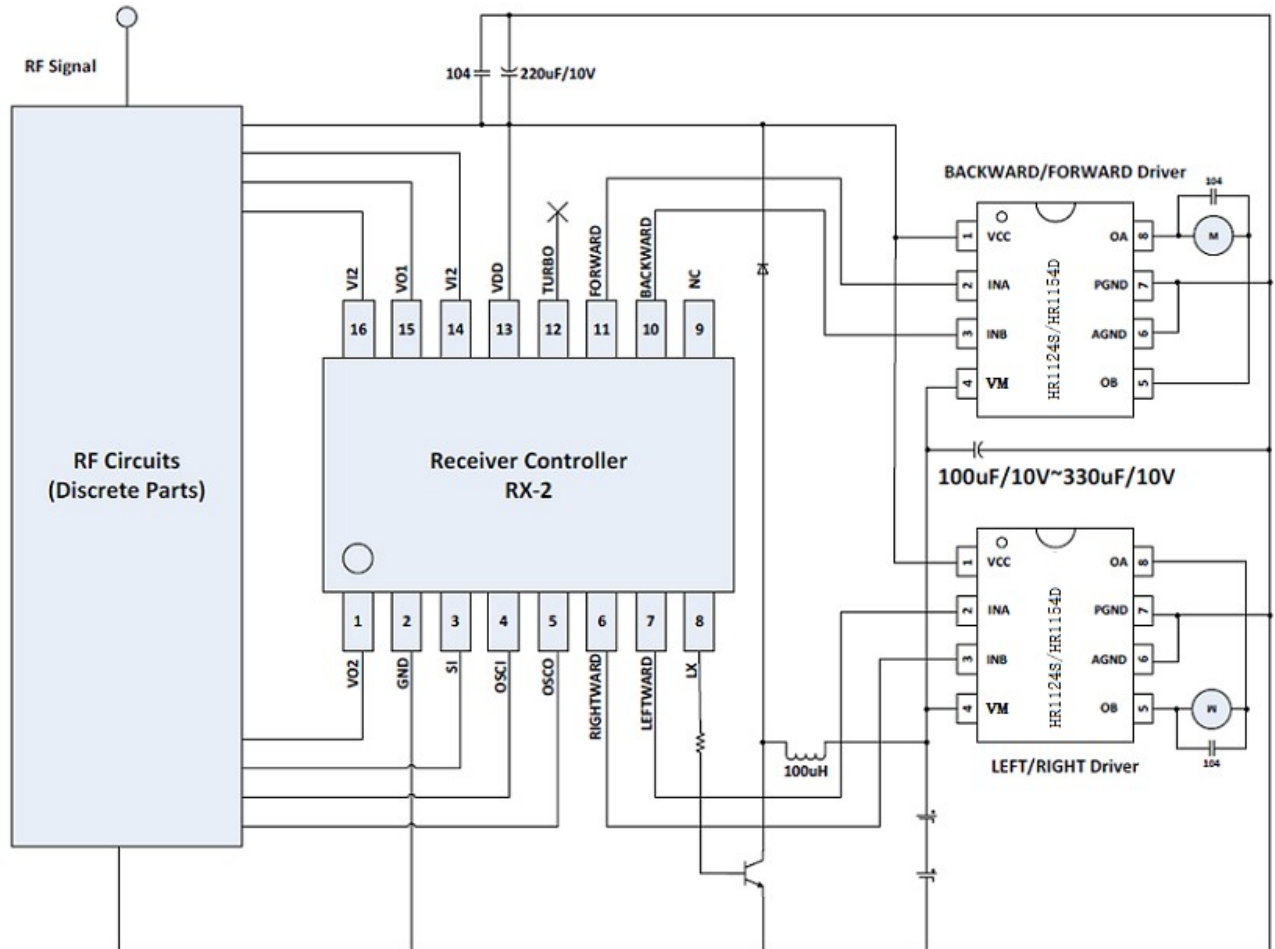 RF Signal
104
220uF/10V
BACKWARD/FORWARD Driver
104
VI2
VO1
VI2
VDD
TURBO
FORWARD
BACKWARD
NC
16
15
14
13
12
11
10
9
1
VCC
OA
8
M
2
INA
PGND
7
3
INB
AGND
6
4
VM
OB
5
HR1124S/HR1154D
RF Circuits
(Discrete Parts)
Receiver Controller
RX-2
100uF/10V~330uF/10V
1
VCC
OA
8
2
INA
PGND
7
3
INB
AGND
6
4
VM
OB
5
M
HR1124S/HR1154D
104
LEFT/RIGHT Driver
1
2
3
4
5
6
7
8
VO2
GND
SI
OSCI
OSCO
RIGHTWARD
LEFTWARD
LX
100uH